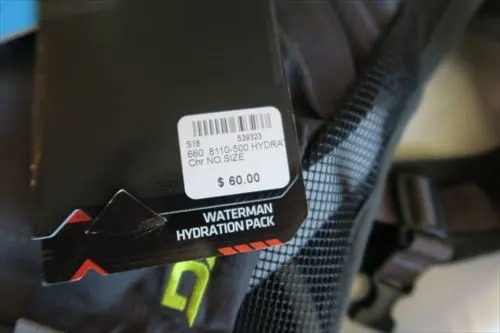 S16 539323
660 8110-500 HYDRA
Chr NO SIZE
$ 60.00
WATERMAN
HYDRATION PACK